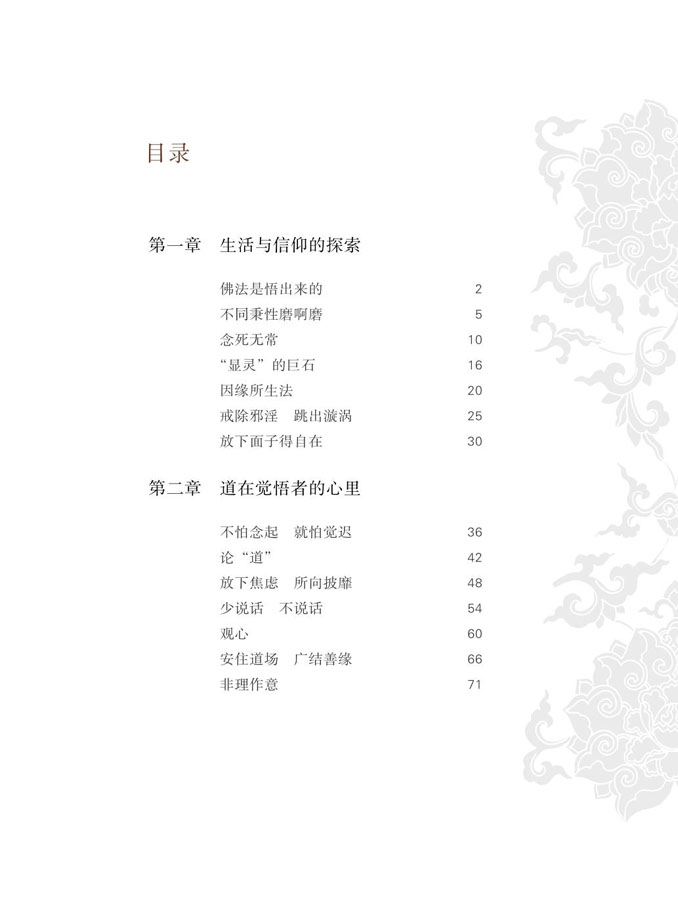 目录
第一章 生活与信仰的探索
佛法是悟出来的 2
不同秉性磨啊磨 5
念死无常 10
“显灵”的巨石 16
因缘所生法 20
戒除邪淫 跳出漩涡 25
放下面子得自在 30
第二章 道在觉悟者的心里
不怕念起 就怕觉迟 36
论“道” 42
放下焦虑 所向披靡 48
少说话 不说话 54
观心 60
安住道场 广结善缘 66
非理作意 71